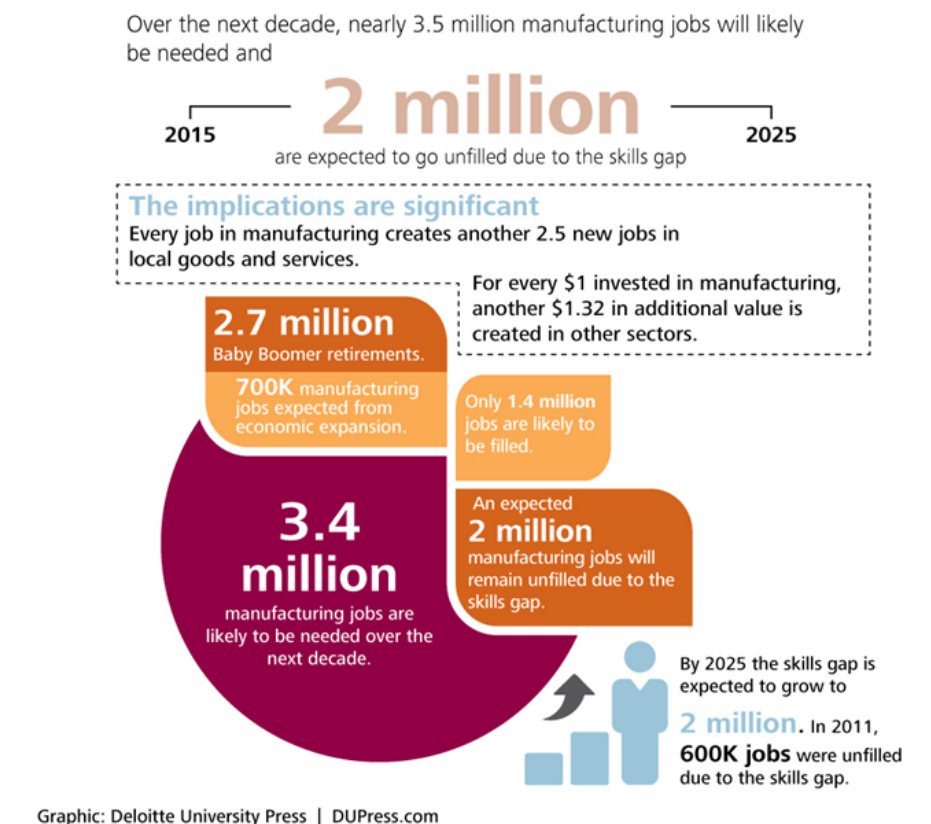 Over the next decade, nearly 3.5 million manufacturing jobs will likely
be needed and
2 million
2015
2025
are expected to go unfilled due to the skills gap
The implications are significant
Every job in manufacturing creates another 2.5 new jobs in
local goods and services.
For every $1 invested in manufacturing,
another $1.32 in additional value is
created in other sectors.
2.7 million
Baby Boomer retirements.
700K manufacturing
jobs expected from
economic expansion.
Only 1.4 million
jobs are likely to
be filled.
3.4
million
manufacturing jobs are
likely to be needed over the
next decade.
An expected
2 million
manufacturing jobs will
remain unfilled due to the
skills gap.
By 2025 the skills gap is
expected to grow to
2 million. In 2011,
600K jobs were unfilled
due to the skills gap.
Graphic: Deloitte University Press | DUPress.com